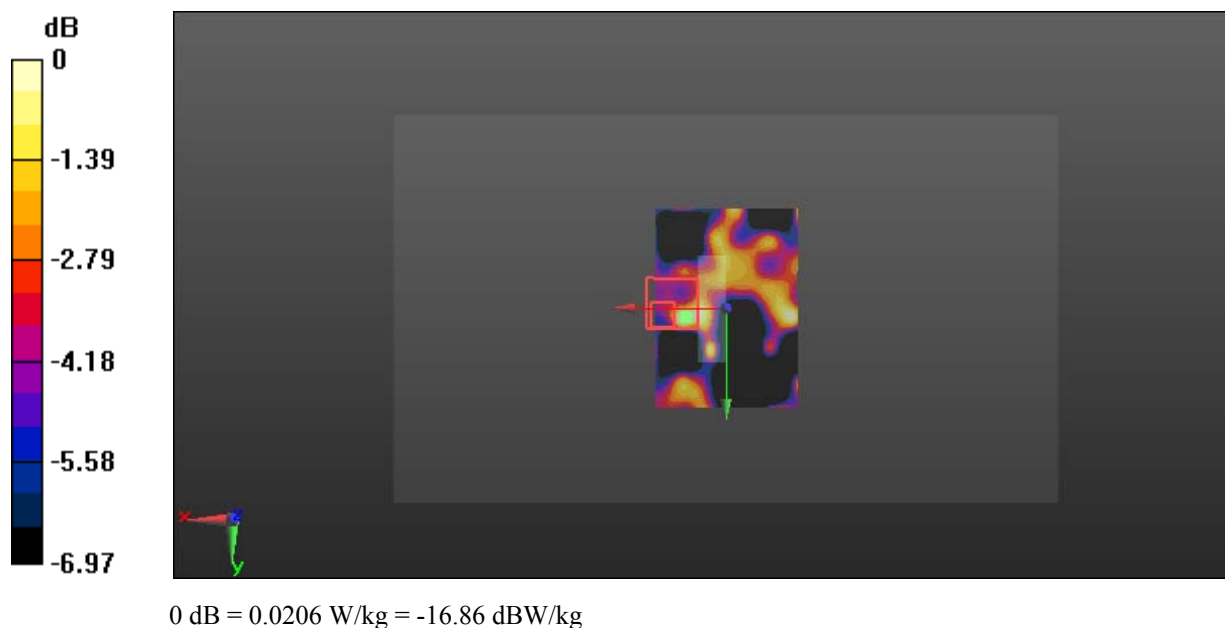 dB
0
-1.39
-2.79
-4.18
-5.58
-6.97
x
z
y
0 dB = 0.0206 W/kg = -16.86 dBW/kg